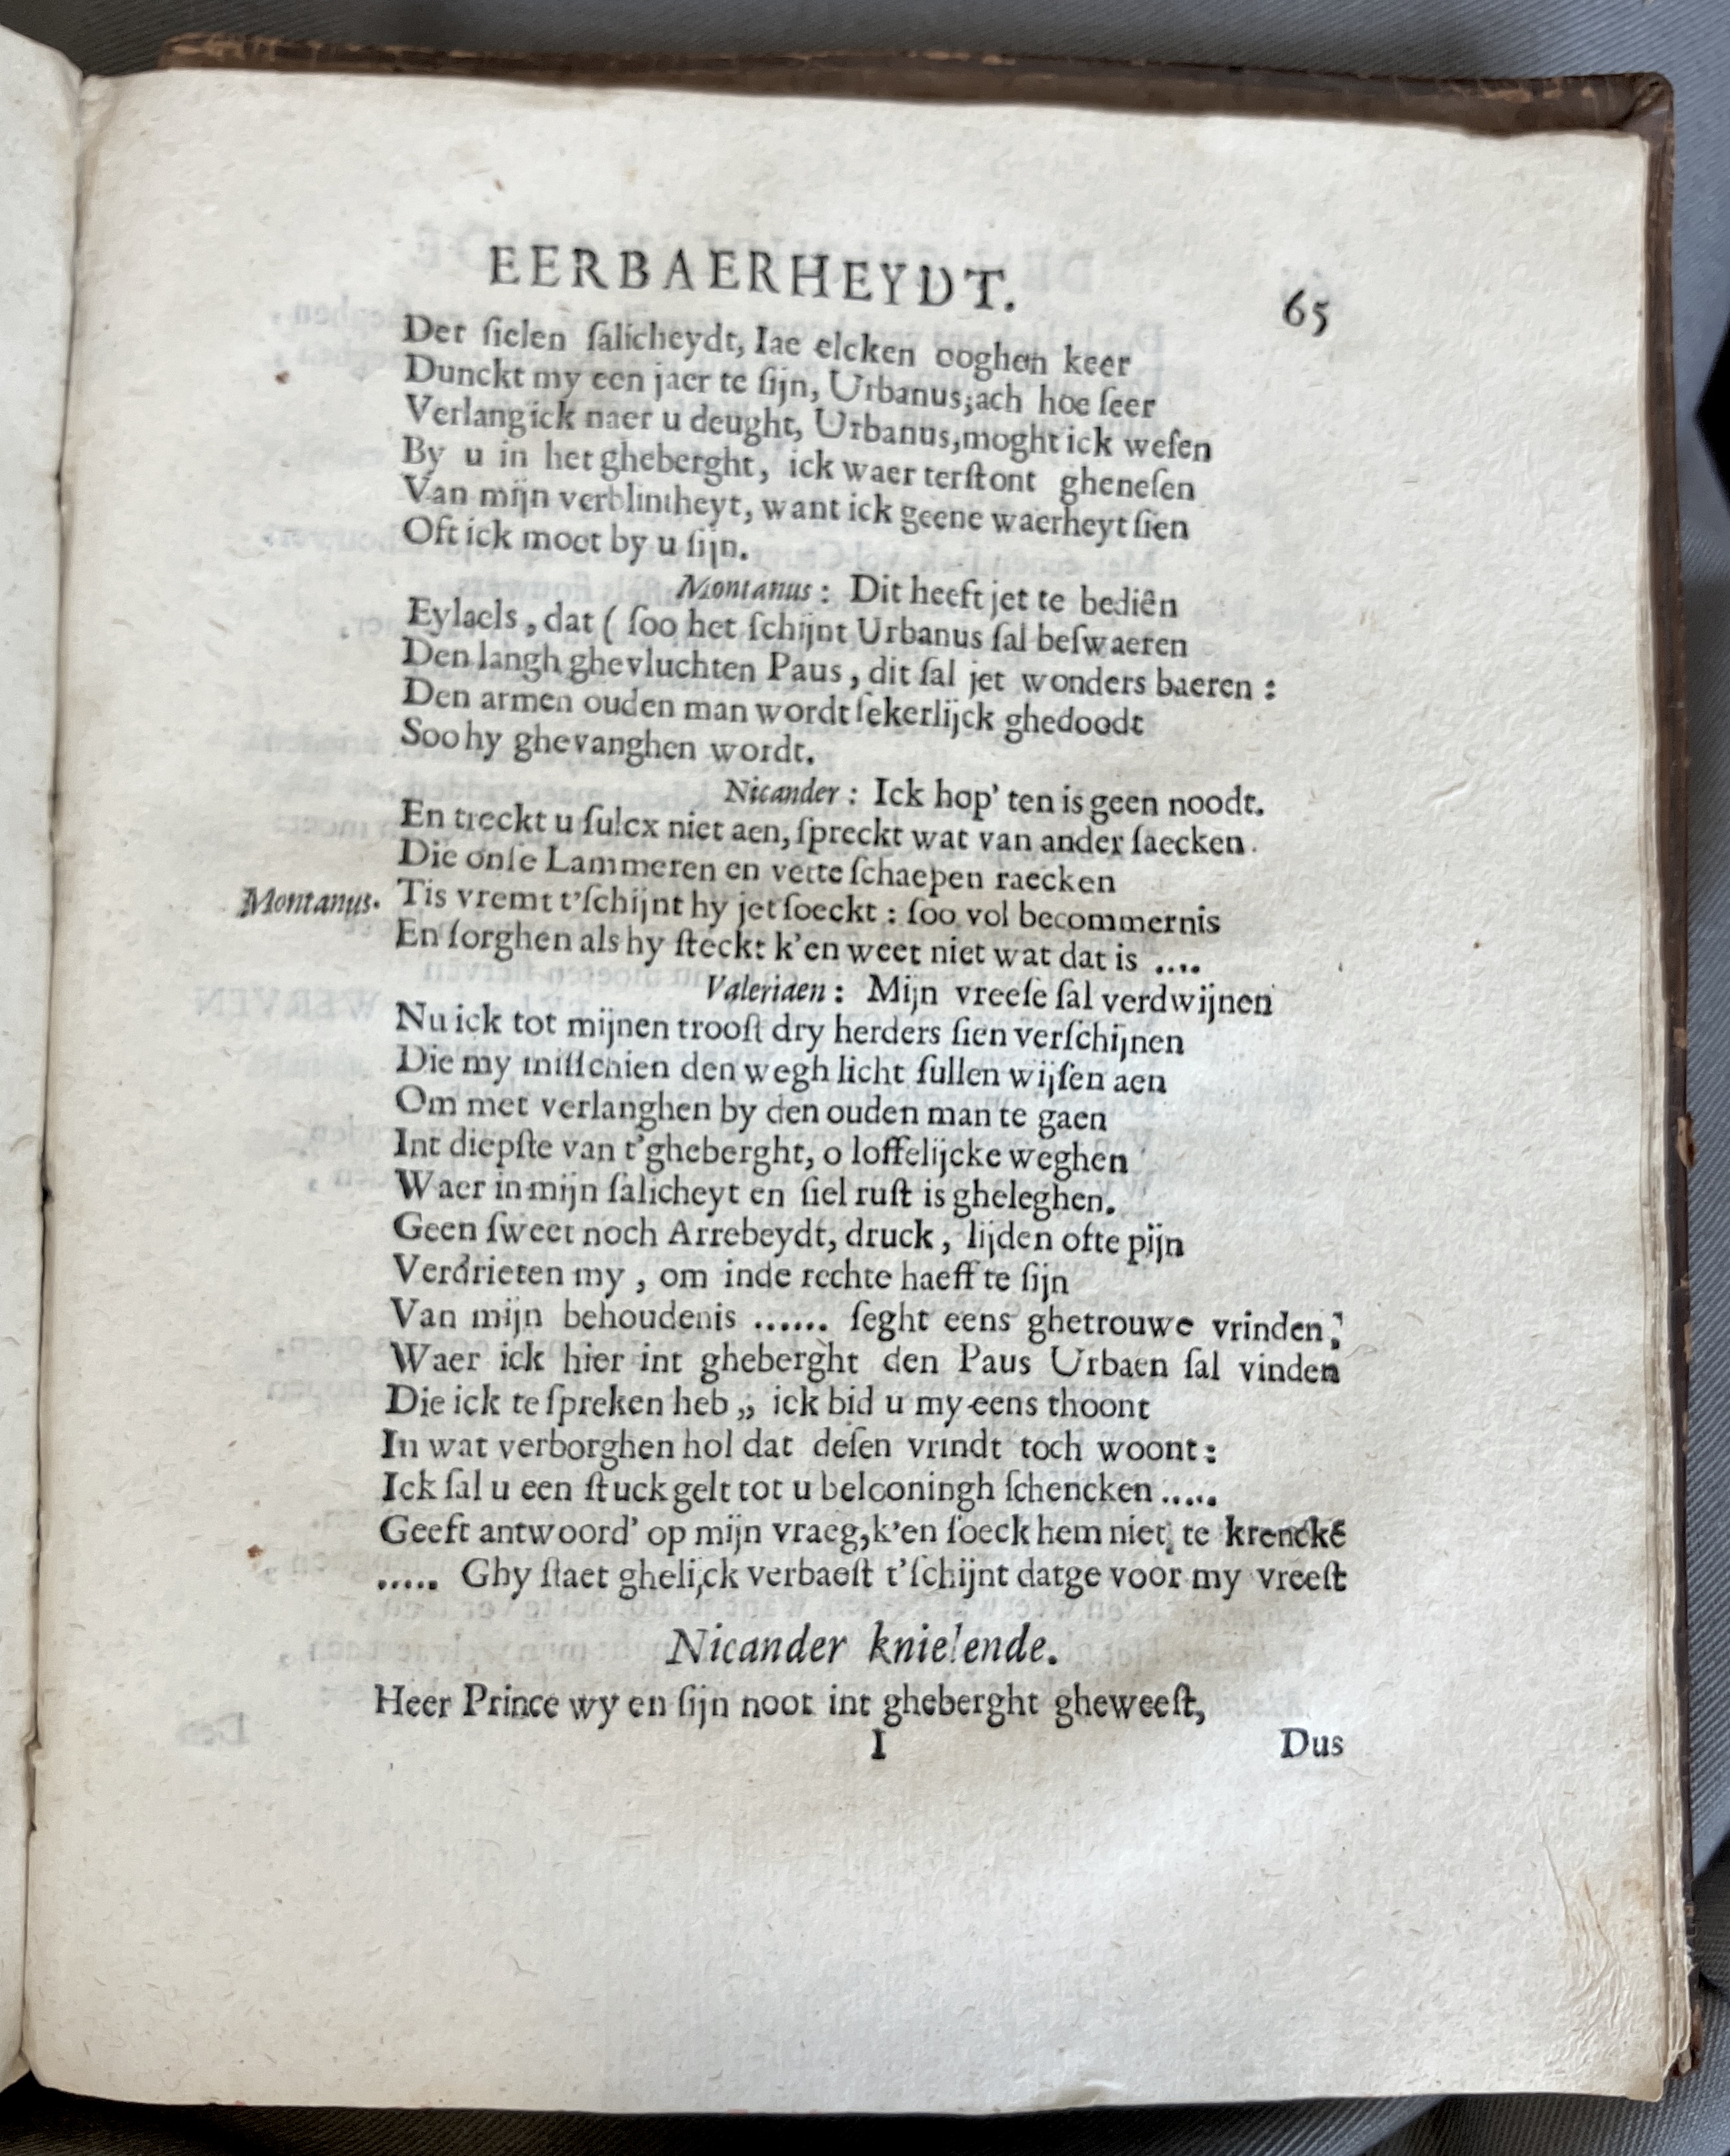 EERBAERHEYDT. 65
Der ſielen ſalicheydt, Iae elcken ooghen keer
Dunckt my een jaer te ſijn, Urbanus; ach hoe ſeer
Verlang ick naer u deught, Urbanus, moght ick weſen
By u in het gheberght, ick waer terſtont gheneſen
Van mijn verblintheyt, want ick geene waerheyt ſien
Oft ick moet by u ſijn.
Montanus: Dit heeft jet te bediên
Eylaels, dat ( ſoo het ſchijnt Urbanus ſal beſwaeren
Den langh ghevluchten Paus, dit ſal jet wonders baeren:
Den armen ouden man wordt ſekerlijck ghedoodt
Soo hy ghevanghen wordt.
Nicander: Ick hop' ten is geen noodt.
En treckt u ſulcx niet aen, ſpreckt wat van ander ſaecken.
Die onſe Lammeren en vette ſchaepen raecken
Montanus. Tis vremt t'ſchijnt hy jet ſoeckt: ſoo vol becommernis
En ſorghen als hy ſteckt k'en weet niet wat dat is ....
Valeriaen: Mijn vreeſe ſal verdwijnen
Nu ick tot mijnen trooſt dry herders ſien verſchijnen
Die my miſſchien den wegh licht ſullen wijſen aen
Om met verlanghen by den ouden man te gaen
Int diepſte van t'gheberght, o loffelijcke weghen
Waer in mijn ſalicheyt en ſiel ruſt is gheleghen.
Geen ſweet noch Arrebeydt, druck, lijden ofte pijn
Verdrieten my, om inde rechte haeff te ſijn
Van mijn behoudenis ...... ſeght eens ghetrouwe vrinden;
Waer ick hier int gheberght den Paus Urbaen ſal vinden
Die ick te ſpreken heb,, ick bid u my eens thoont
In wat verborghen hol dat deſen vrindt toch woont:
Ick ſal u een ſtuck gelt tot u belooningh ſchencken .....
Geeft antwoord' op mijn vraeg, k'en ſoeck hem niet te krenckē
..... Ghy ſtaet ghelijck verbaeſt t'ſchijnt datge voor my vreeſt
Nicander knielende.
Heer Prince wy en ſijn noot int gheberght gheweeſt,
I Dus